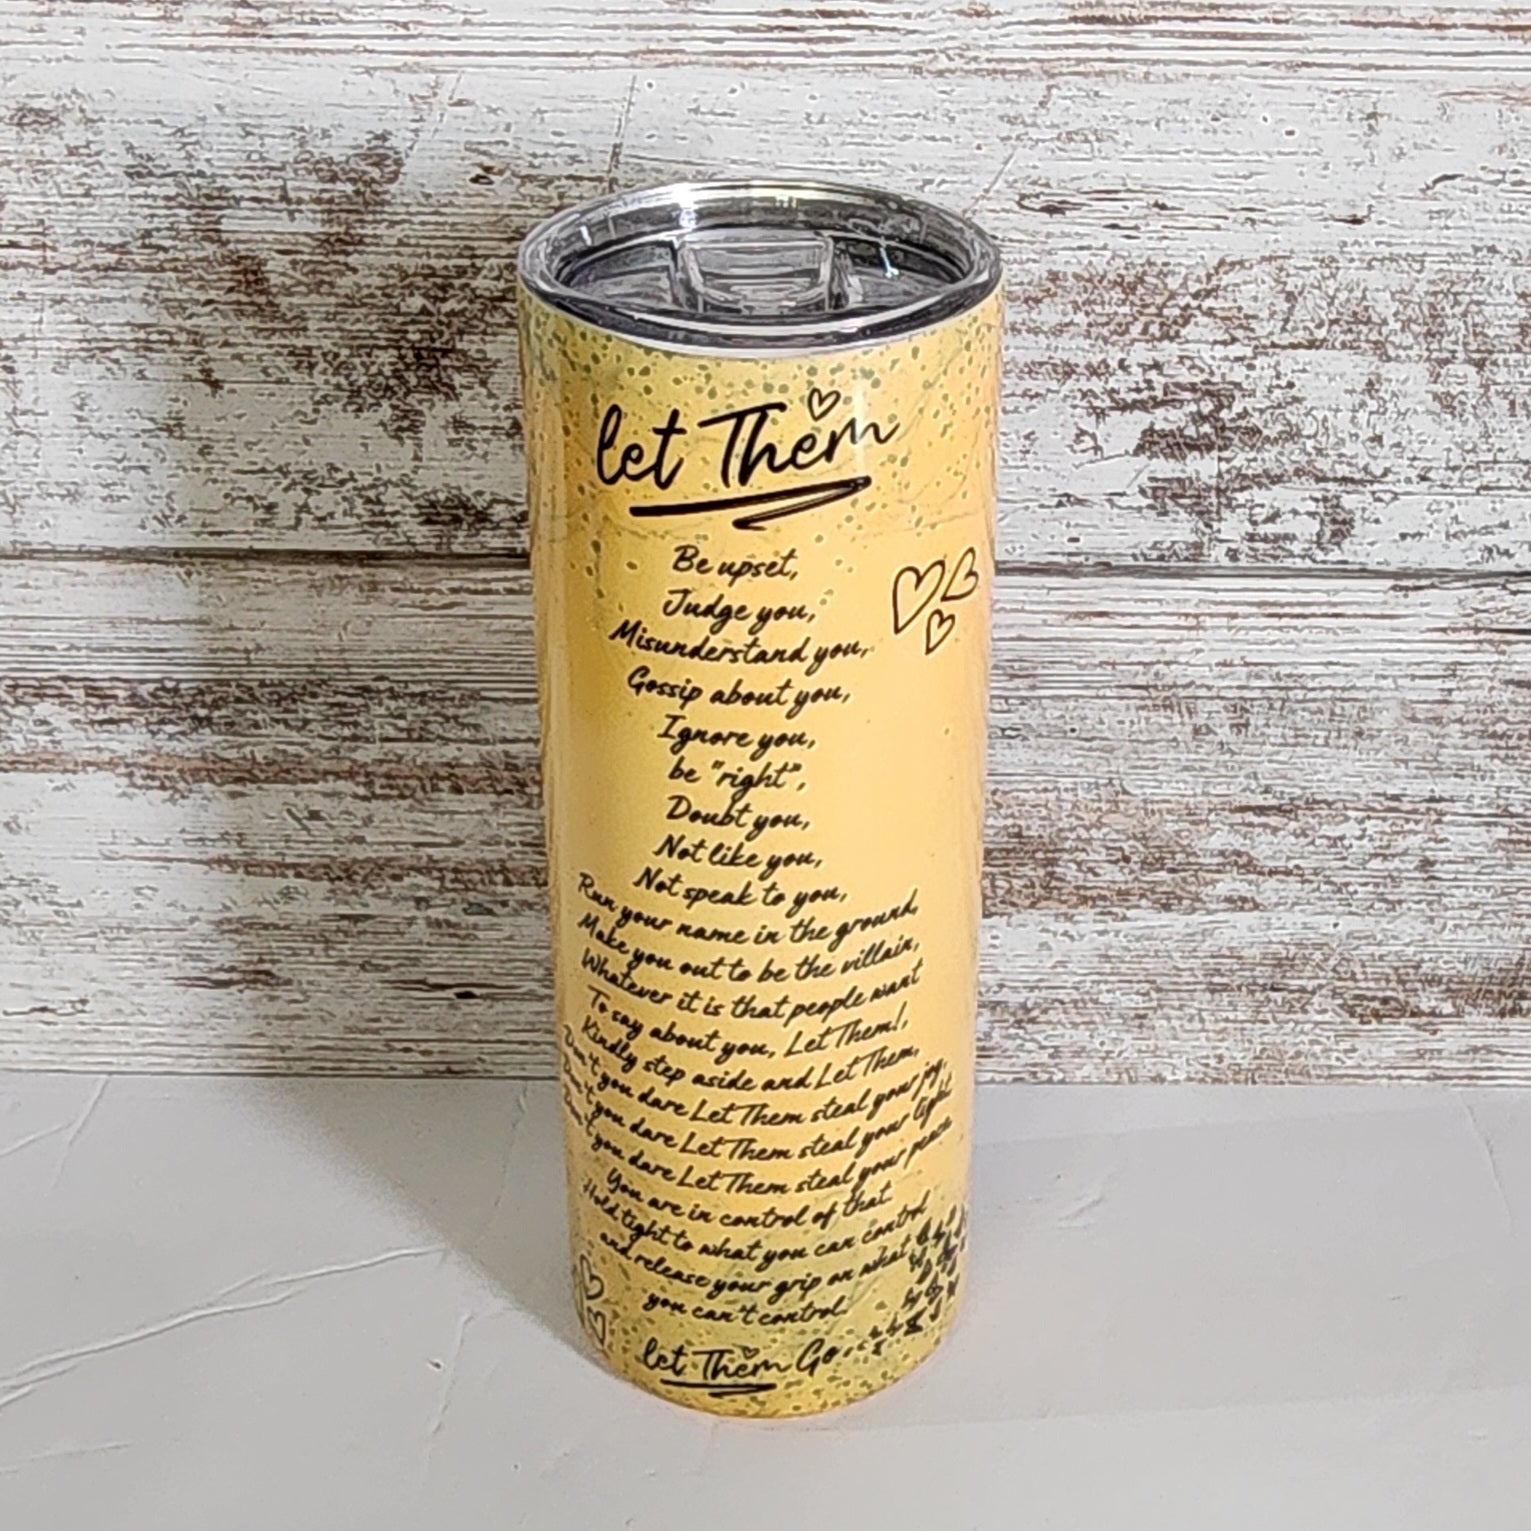 let Them
Be upset,
Judge you,
Misunderstand you,
Gossip about you,
Ignore you,
be "right",
Doubt you,
Not like you,
Not speak to you,
Run your name in the ground,
Make you out to be the villain,
Whatever it is that people want
To say about you, Let Them!,
Kindly step aside and Let Them,
Don't you dare Let Them steal your joy,
Don't you dare Let Them steal your light
Don't you dare Let Them steal your peace
You are in control of that
Hold tight to what you can control
and release your grip on what
you can't control.
let Them Go...